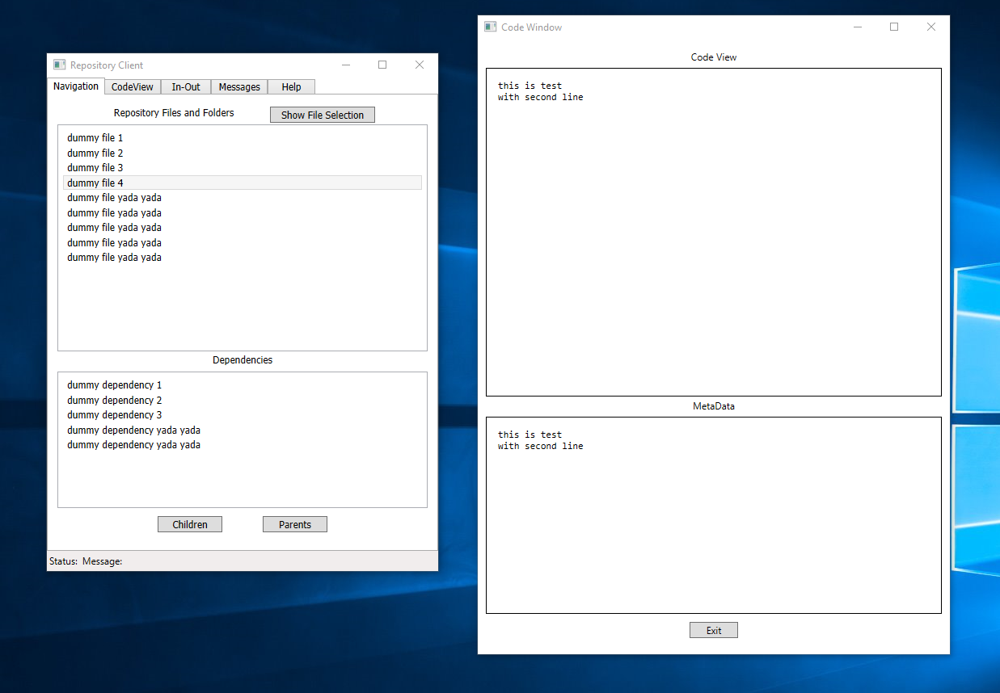 Repository Client
Navigation CodeView In-Out Messages Help
Repository Files and Folders Show File Selection
dummy file 1
dummy file 2
dummy file 3
dummy file 4
dummy file yada yada
dummy file yada yada
dummy file yada yada
dummy file yada yada
dummy file yada yada
Dependencies
dummy dependency 1
dummy dependency 2
dummy dependency 3
dummy dependency yada yada
dummy dependency yada yada
Children Parents
Status: Message:
Code Window
Code View
this is test
with second line
MetaData
this is test
with second line
Exit